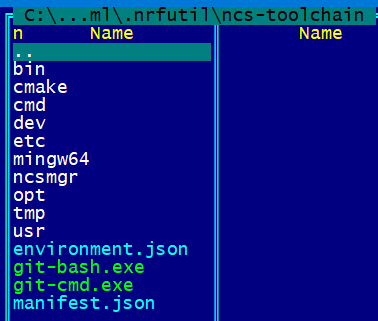 C:\...ml\.nrfutil\ncs-toolchain
n Name Name
..
bin
cmake
cmd
dev
etc
mingw64
ncsmgr
opt
tmp
usr
environment.json
git-bash.exe
git-cmd.exe
manifest.json